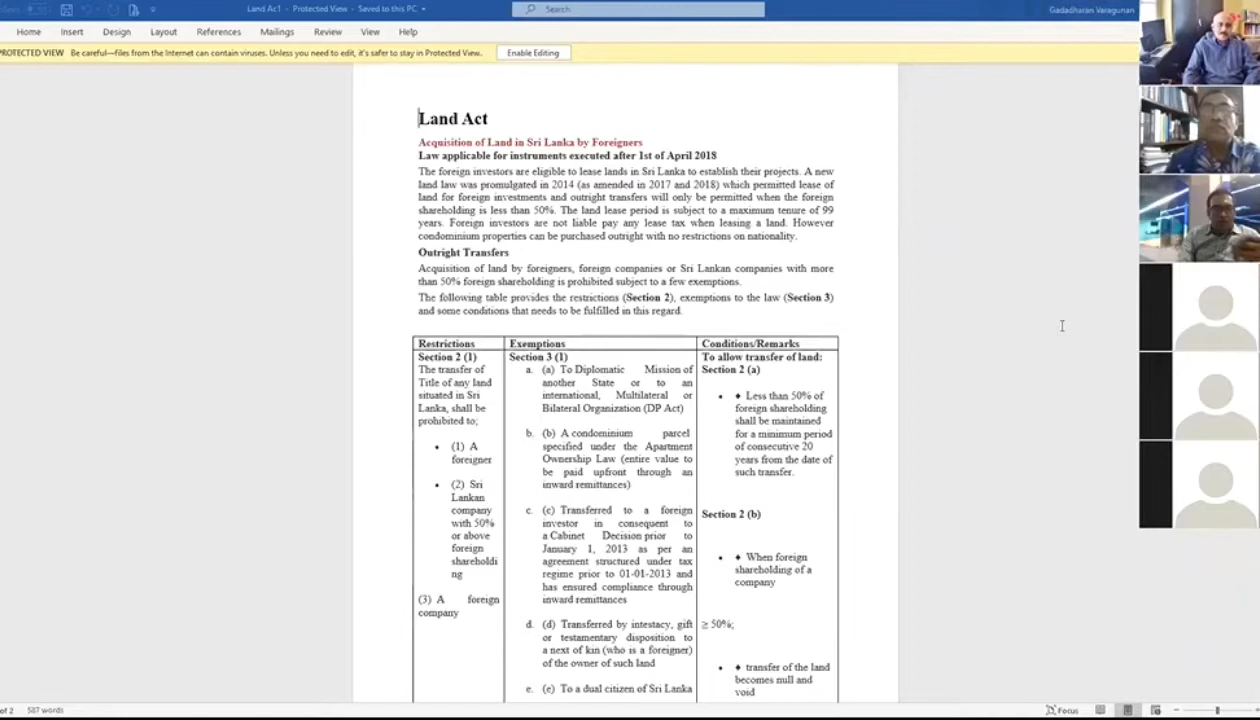 Land Act - Protected View - Saved to this PC
Search
Gadadharan Varagunan
Home Insert Design Layout References Mailings Review View Help
PROTECTED VIEW Be careful—files from the Internet can contain viruses. Unless you need to edit, it's safer to stay in Protected View. Enable Editing
Land Act
Acquisition of Land in Sri Lanka by Foreigners
Law applicable for instruments executed after 1st of April 2018
The foreign investors are eligible to lease lands in Sri Lanka to establish their projects. A new
land law was promulgated in 2014 (as amended in 2017 and 2018) which permitted lease of
land for foreign investments and outright transfers will only be permitted when the foreign
shareholding is less than 50%. The land lease period is subject to a maximum tenure of 99
years. Foreign investors are not liable pay any lease tax when leasing a land. However
condominium properties can be purchased outright with no restrictions on nationality.
Outright Transfers
Acquisition of land by foreigners, foreign companies or Sri Lankan companies with more
than 50% foreign shareholding is prohibited subject to a few exemptions.
The following table provides the restrictions (Section 2), exemptions to the law (Section 3)
and some conditions that needs to be fulfilled in this regard.
Restrictions
Section 2 (1)
The transfer of
Title of any land
situated in Sri
Lanka, shall be
prohibited to;
• (1) A
foreigner
• (2) Sri
Lankan
company
with 50%
or above
foreign
shareholdi
ng
(3) A foreign
company
Exemptions
Section 3 (1)
a. (a) To Diplomatic Mission of
another State or to an
international, Multilateral or
Bilateral Organization (DP Act)
b. (b) A condominium parcel
specified under the Apartment
Ownership Law (entire value to
be paid upfront through an
inward remittances)
c. (c) Transferred to a foreign
investor in consequent to
a Cabinet Decision prior to
January 1, 2013 as per an
agreement structured under tax
regime prior to 01-01-2013 and
has ensured compliance through
inward remittances
d. (d) Transferred by intestacy, gift
or testamentary disposition to
a next of kin (who is a foreigner)
of the owner of such land
e. (e) To a dual citizen of Sri Lanka
Conditions/Remarks
To allow transfer of land:
Section 2 (a)
• ♦ Less than 50% of
foreign shareholding
shall be maintained
for a minimum period
of consecutive 20
years from the date of
such transfer.
Section 2 (b)
• ♦ When foreign
shareholding of a
company
≥ 50%;
• ♦ transfer of the land
becomes null and
void
of 2 587 words
Focus